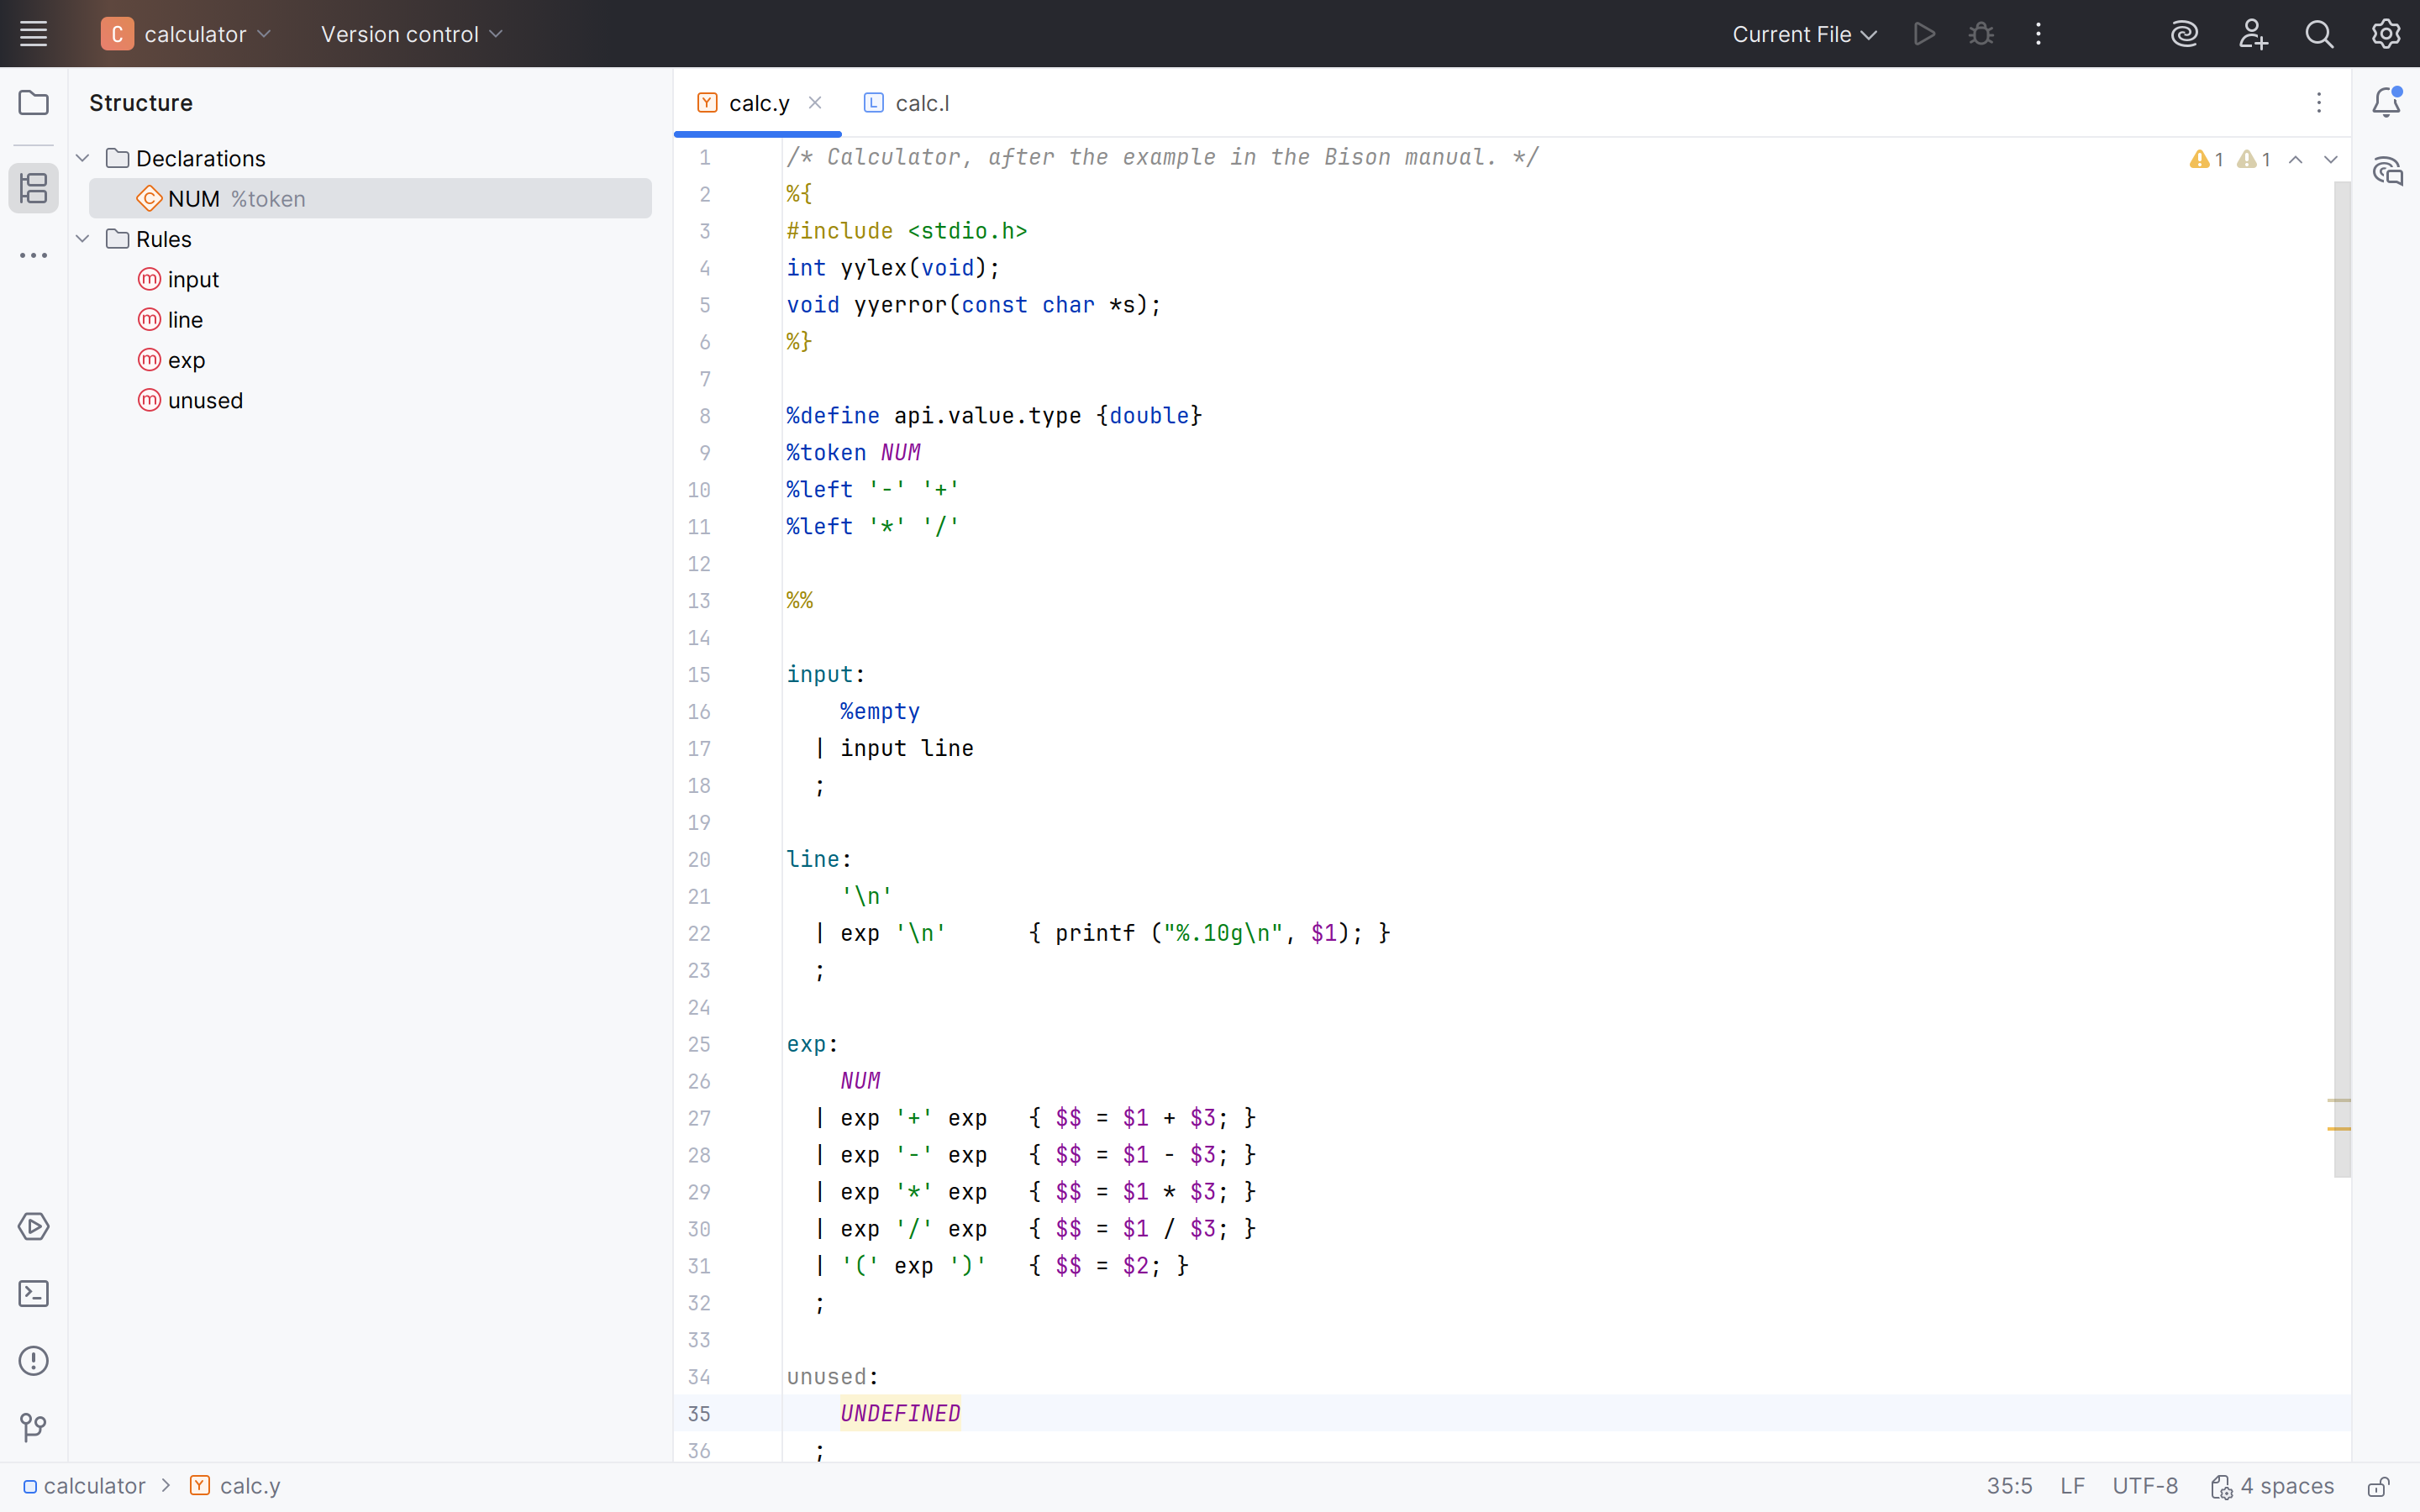 C calculator Version control Current File
Structure
Declarations
NUM %token
Rules
input
line
exp
unused
calc.y calc.l
1 /* Calculator, after the example in the Bison manual. */
1 1
2 %{
3 #include <stdio.h>
4 int yylex(void);
5 void yyerror(const char *s);
6 %}
7
8 %define api.value.type {double}
9 %token NUM
10 %left '-' '+'
11 %left '*' '/'
12
13 %%
14
15 input:
16     %empty
17   | input line
18   ;
19
20 line:
21     '\n'
22   | exp '\n'      { printf ("%.10g\n", $1); }
23   ;
24
25 exp:
26     NUM
27   | exp '+' exp   { $$ = $1 + $3; }
28   | exp '-' exp   { $$ = $1 - $3; }
29   | exp '*' exp   { $$ = $1 * $3; }
30   | exp '/' exp   { $$ = $1 / $3; }
31   | '(' exp ')'   { $$ = $2; }
32   ;
33
34 unused:
35     UNDEFINED
36   ;
calculator > calc.y 35:5 LF UTF-8 4 spaces